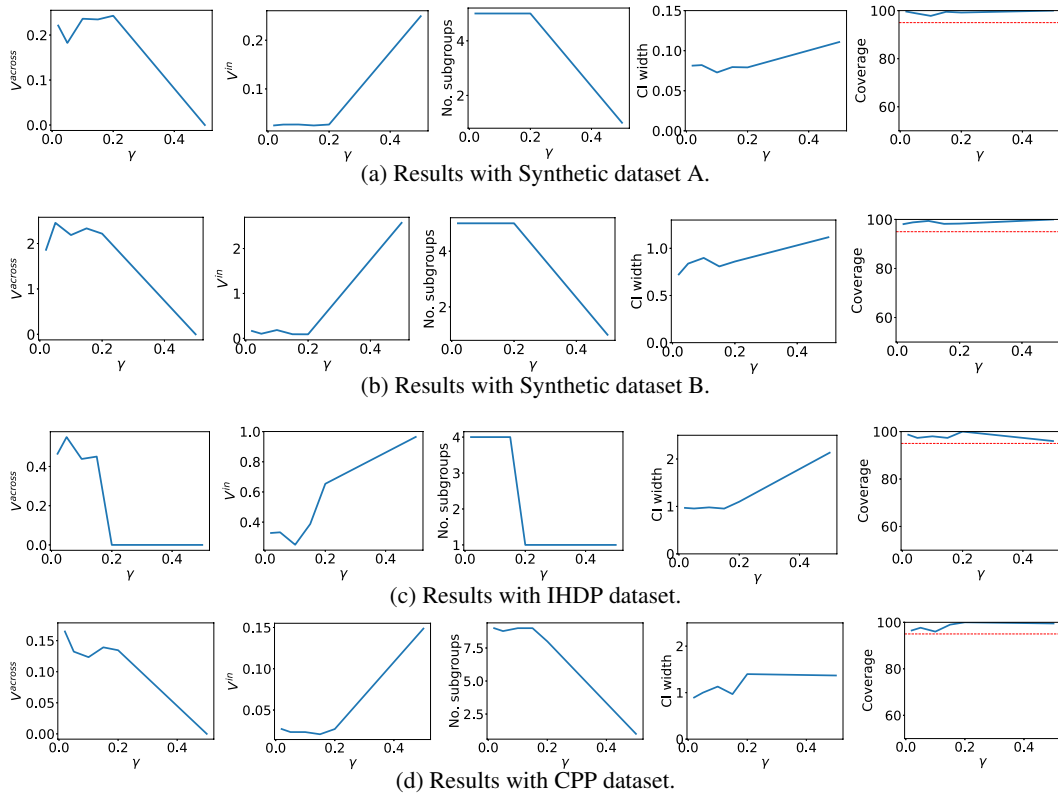 V^across
0.2
0.1
0.0
0.0 0.2 0.4
γ
V^in
0.1
0.0 0.2 0.4
γ
No. subgroups
4
2
0.0 0.2 0.4
γ
CI width
0.15
0.10
0.05
0.00
0.0 0.2 0.4
γ
Coverage
100
80
60
0.0 0.2 0.4
γ
(a) Results with Synthetic dataset A.
V^across
2
1
0
0.0 0.2 0.4
γ
V^in
2
1
0
0.0 0.2 0.4
γ
No. subgroups
4
2
0.0 0.2 0.4
γ
CI width
1.0
0.5
0.0
0.0 0.2 0.4
γ
Coverage
100
80
60
0.0 0.2 0.4
γ
(b) Results with Synthetic dataset B.
V^across
0.4
0.2
0.0
0.0 0.2 0.4
γ
V^in
1.0
0.8
0.6
0.4
0.0 0.2 0.4
γ
No. subgroups
4
3
2
1
0.0 0.2 0.4
γ
CI width
2
1
0
0.0 0.2 0.4
γ
Coverage
100
80
60
0.0 0.2 0.4
γ
(c) Results with IHDP dataset.
V^across
0.15
0.10
0.05
0.00
0.0 0.2 0.4
γ
V^in
0.15
0.10
0.05
0.0 0.2 0.4
γ
No. subgroups
7.5
5.0
2.5
0.0 0.2 0.4
γ
CI width
2
1
0
0.0 0.2 0.4
γ
Coverage
100
80
60
0.0 0.2 0.4
γ
(d) Results with CPP dataset.